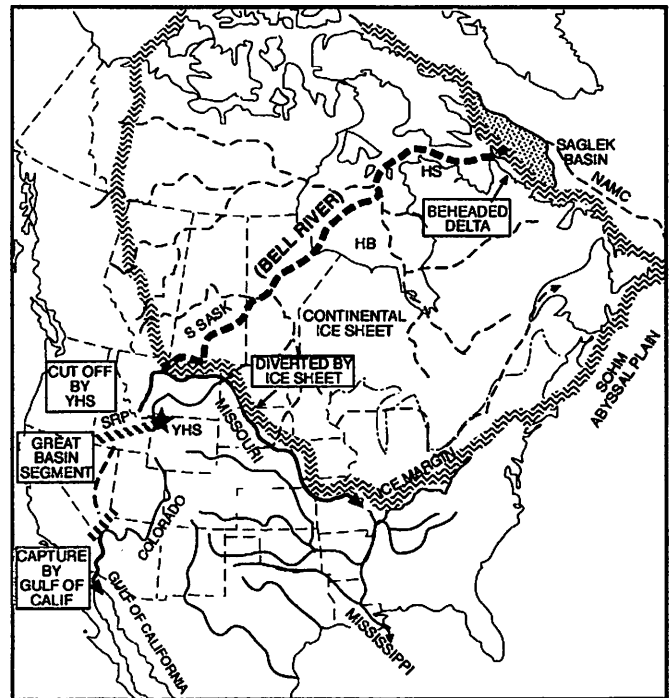 SAGLEK
BASIN
NAMC
HS
BEHEADED
DELTA
(BELL RIVER)
HB
S SASK
CONTINENTAL
ICE SHEET
CUT OFF
BY
YHS
DIVERTED BY
ICE SHEET
SOHM
ABYSSAL PLAIN
SRP
YHS
MISSOURI
GREAT
BASIN
SEGMENT
ICE MARGIN
COLORADO
CAPTURE
BY
GULF OF
CALIF
GULF OF CALIFORNIA
MISSISSIPPI